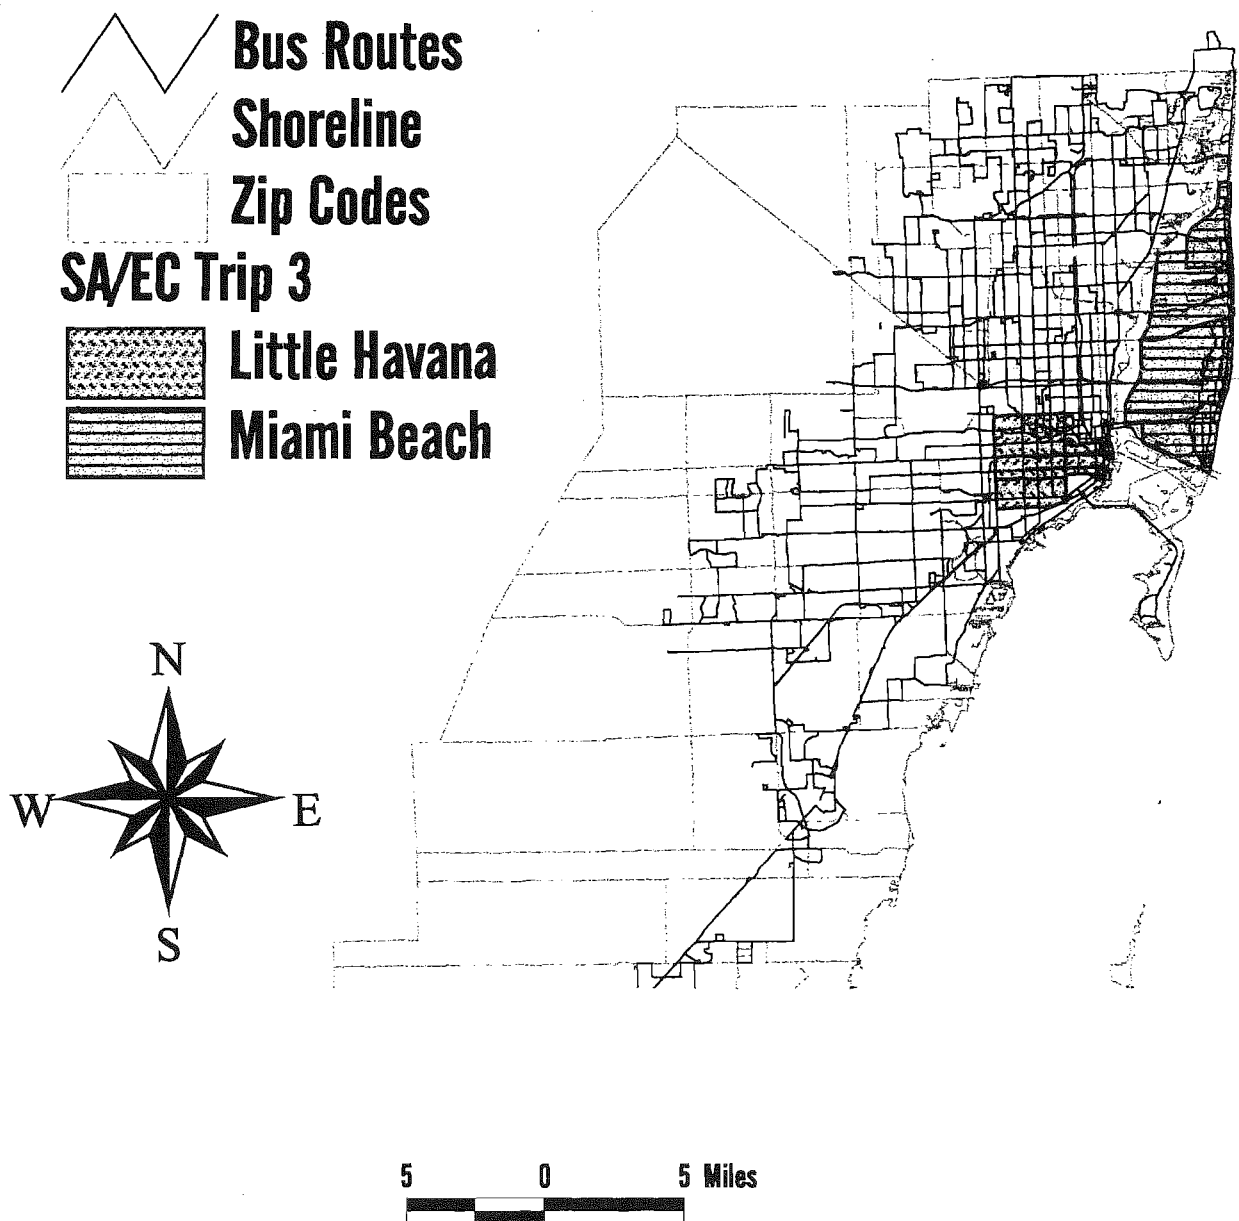 Bus Routes
Shoreline
Zip Codes
SA/EC Trip 3
Little Havana
Miami Beach
N
W E
S
5 0 5 Miles